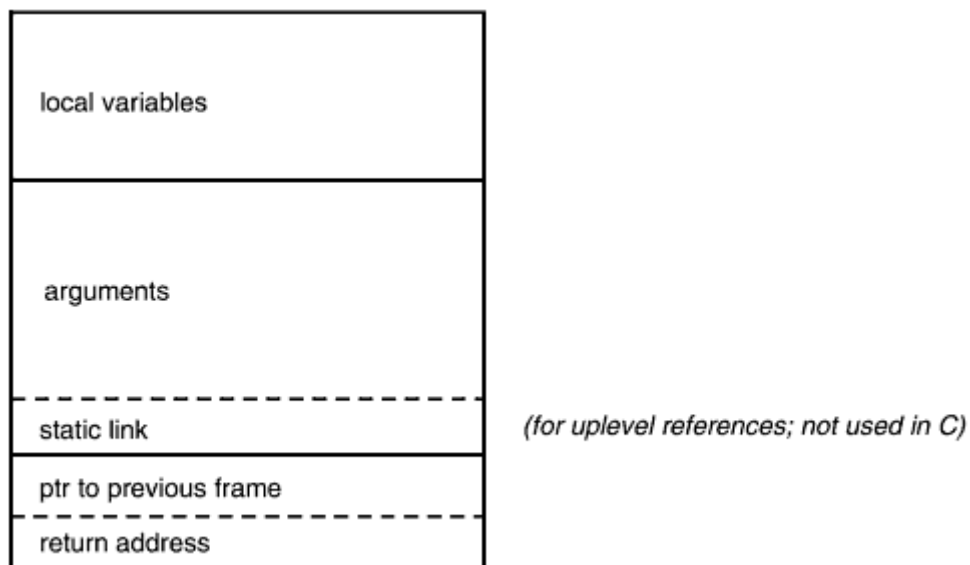 local variables
arguments
static link
(for uplevel references; not used in C)
ptr to previous frame
return address